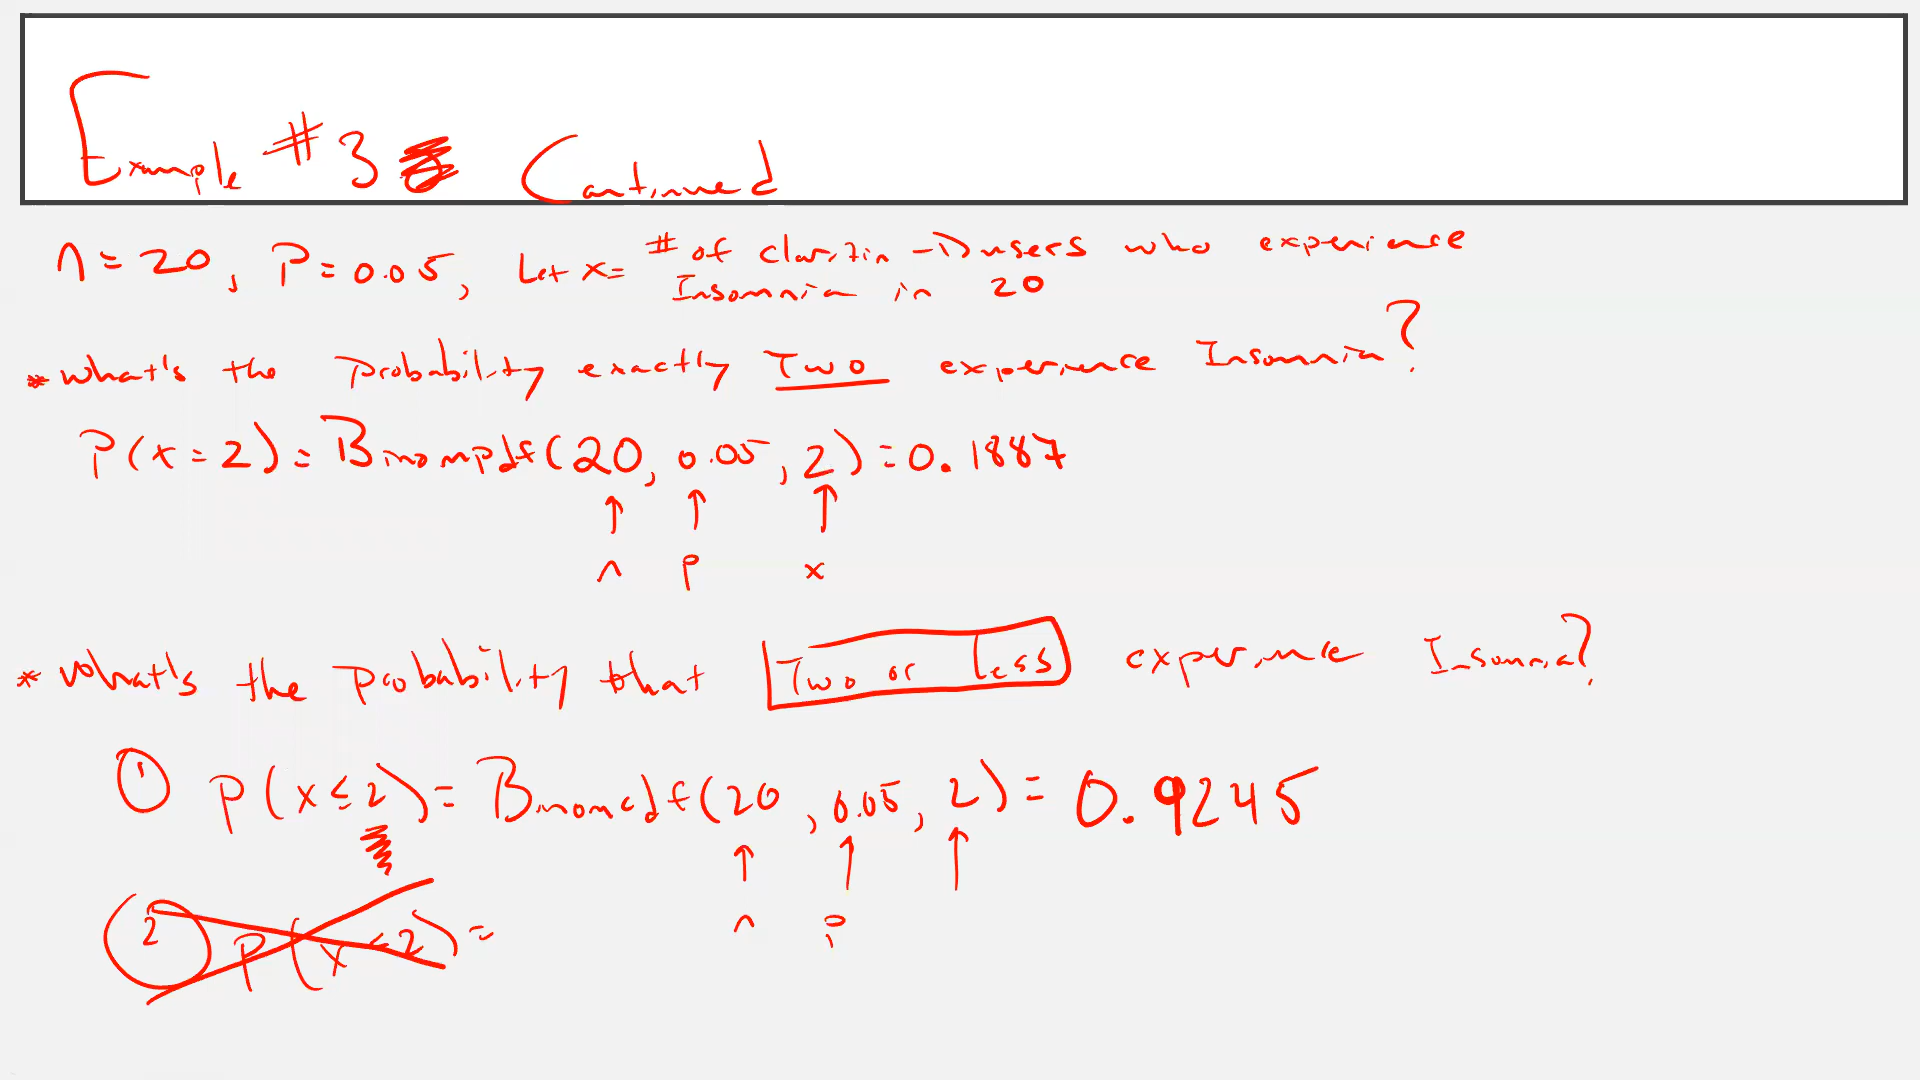 Example #3 Continued
n = 20, P = 0.05, Let x = # of claritin-D users who experience
Insomnia in 20
* What's the Probability exactly Two experience Insomnia?
P(x = 2) = Binompdf(20, 0.05, 2) = 0.1887
↑ ↑ ↑
n p x
* What's the Probability that Two or Less experience Insomnia?
① P(x ≤ 2) = Binomcdf(20, 0.05, 2) = 0.9245
↑ ↑ ↑
n P
② P(x ≤ 2) =